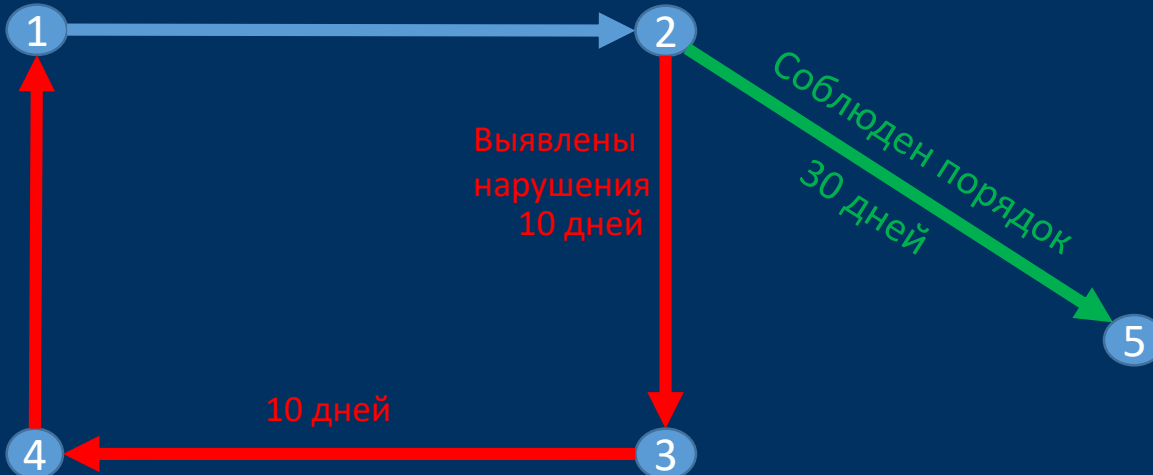 1
2
Соблюден порядок
30 дней
Выявлены
нарушения
10 дней
5
10 дней
4
3